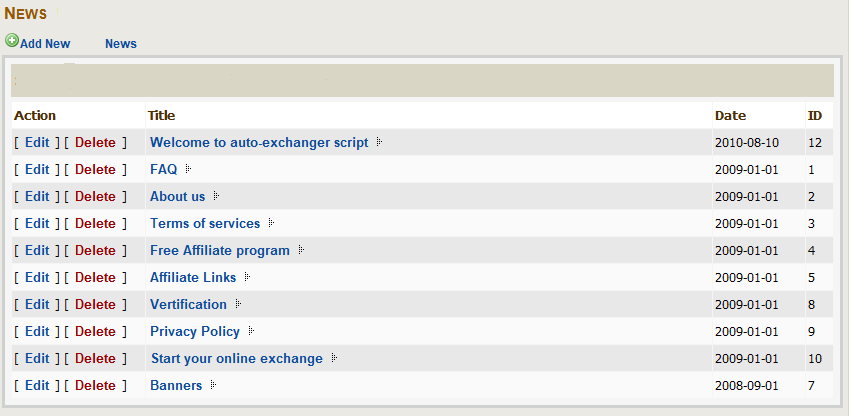 News
Add New News
Action Title Date ID
[ Edit ] [ Delete ] Welcome to auto-exchanger script 2010-08-10 12
[ Edit ] [ Delete ] FAQ 2009-01-01 1
[ Edit ] [ Delete ] About us 2009-01-01 2
[ Edit ] [ Delete ] Terms of services 2009-01-01 3
[ Edit ] [ Delete ] Free Affiliate program 2009-01-01 4
[ Edit ] [ Delete ] Affiliate Links 2009-01-01 5
[ Edit ] [ Delete ] Vertification 2009-01-01 8
[ Edit ] [ Delete ] Privacy Policy 2009-01-01 9
[ Edit ] [ Delete ] Start your online exchange 2009-01-01 10
[ Edit ] [ Delete ] Banners 2008-09-01 7